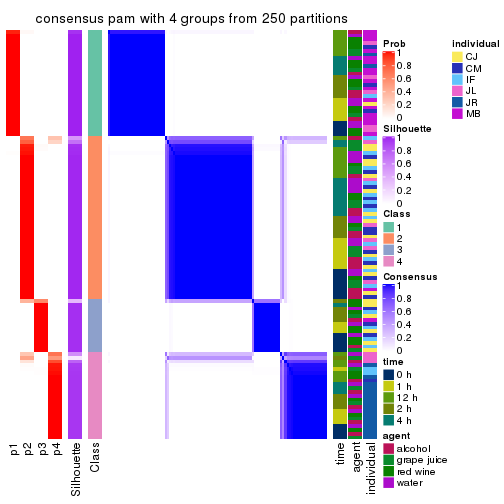 consensus pam with 4 groups from 250 partitions
p1
p2
p3
p4
Silhouette
Class
time
agent
individual
Prob
1
0.8
0.6
0.4
0.2
0
Silhouette
1
0.8
0.6
0.4
0.2
0
Class
1
2
3
4
Consensus
1
0.8
0.6
0.4
0.2
0
time
0 h
1 h
12 h
2 h
4 h
agent
alcohol
grape juice
red wine
water
Individual
CJ
CM
IF
JL
JR
MB